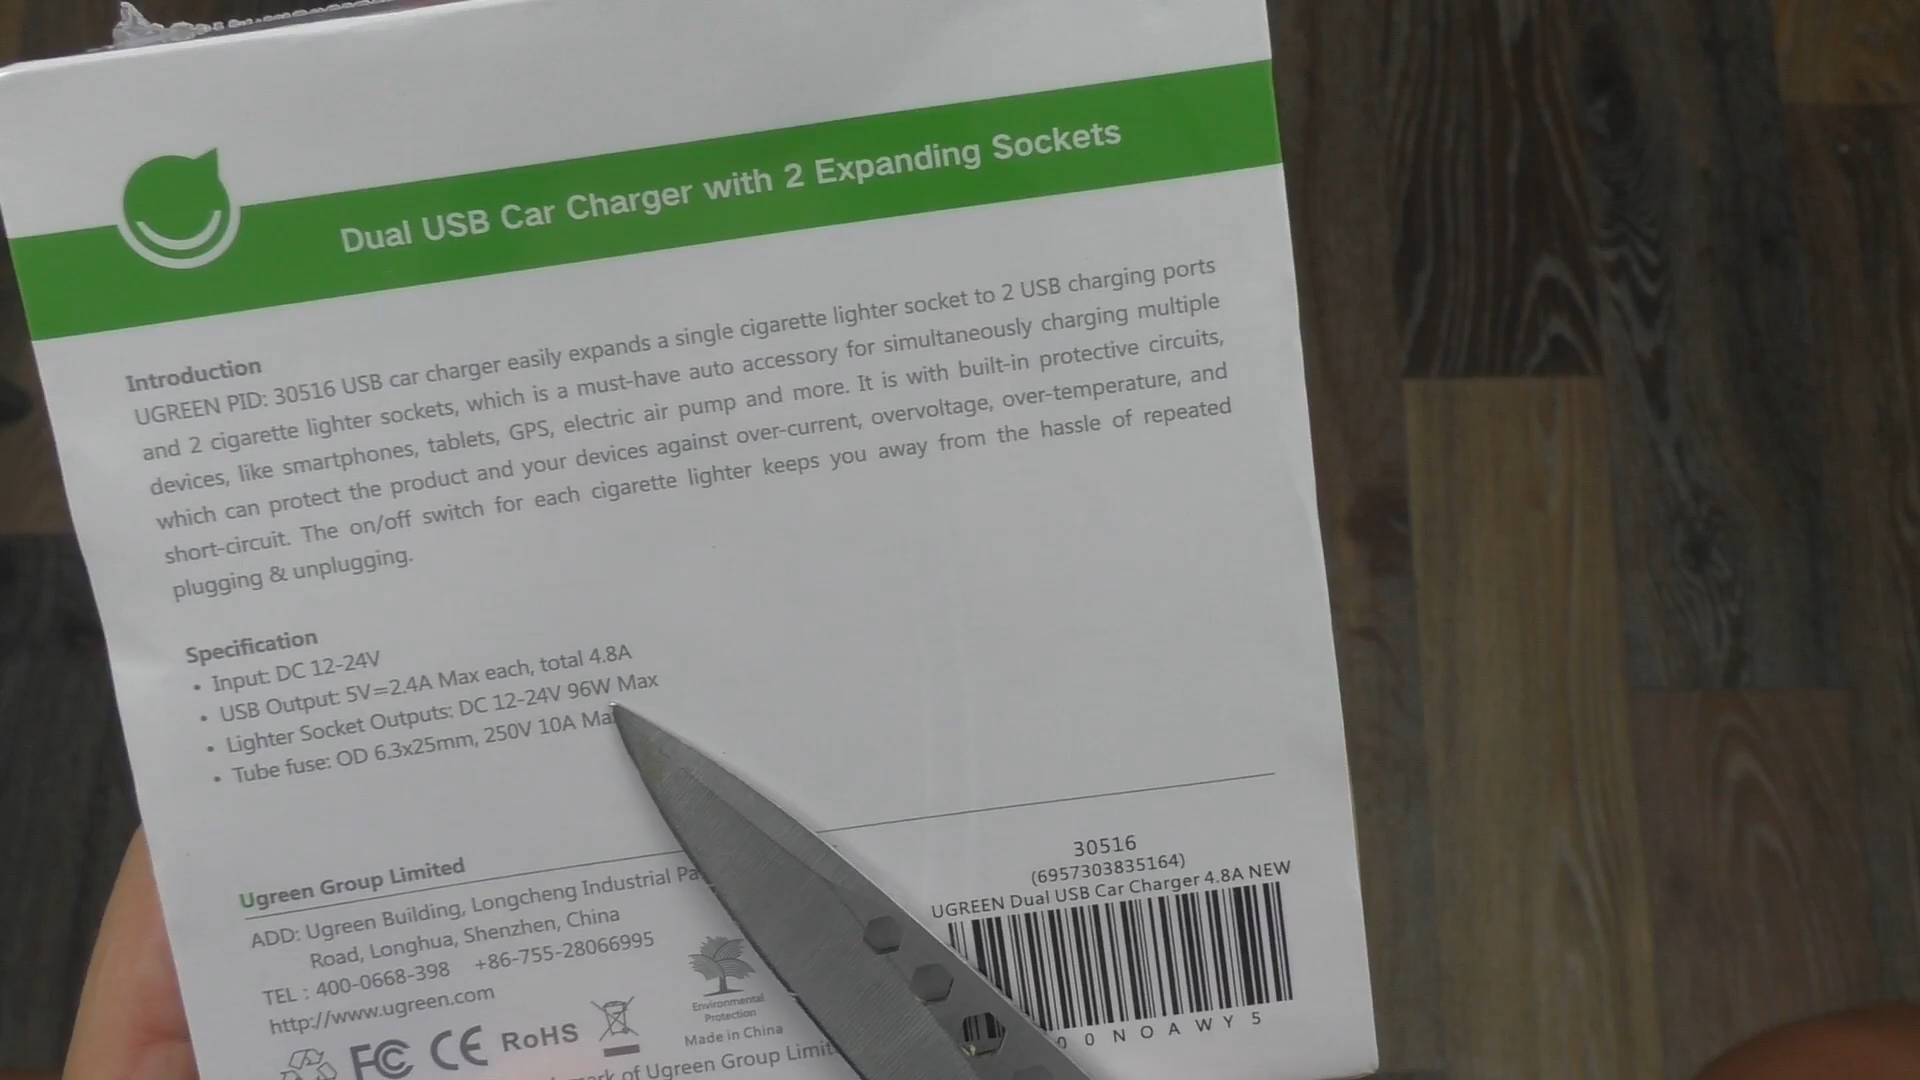 Dual USB Car Charger with 2 Expanding Sockets
Introduction
UGREEN PID: 30516 USB car charger easily expands a single cigarette lighter socket to 2 USB charging ports
and 2 cigarette lighter sockets, which is a must-have auto accessory for simultaneously charging multiple
devices, like smartphones, tablets, GPS, electric air pump and more. It is with built-in protective circuits,
which can protect the product and your devices against over-current, overvoltage, over-temperature, and
short-circuit. The on/off switch for each cigarette lighter keeps you away from the hassle of repeated
plugging & unplugging.
Specification
• Input: DC 12-24V
• USB Output: 5V=2.4A Max each, total 4.8A
• Lighter Socket Outputs: DC 12-24V 96W Max
• Tube fuse: OD 6.3x25mm, 250V 10A Max
Ugreen Group Limited
ADD: Ugreen Building, Longcheng Industrial
Road, Longhua, Shenzhen, China
TEL : 400-0668-398 +86-755-28066995
http://www.ugreen.com
FC CE RoHS
Environmental
Protection
Made in China
of Ugreen Group
30516
(6957303835164)
UGREEN Dual USB Car Charger 4.8A NEW
0 0 N O A W Y 5